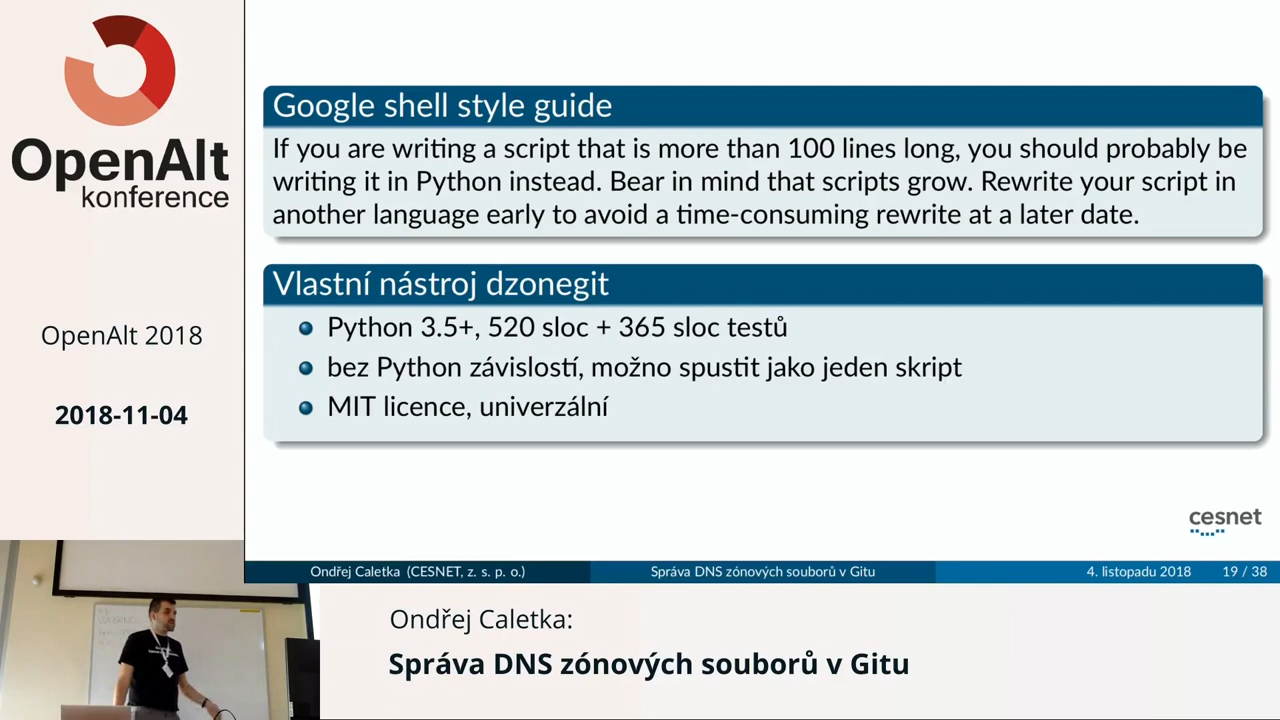 OpenAlt
konference
OpenAlt 2018
2018-11-04
Google shell style guide
If you are writing a script that is more than 100 lines long, you should probably be
writing it in Python instead. Bear in mind that scripts grow. Rewrite your script in
another language early to avoid a time-consuming rewrite at a later date.
Vlastní nástroj dzonegit
Python 3.5+, 520 sloc + 365 sloc testů
bez Python závislostí, možno spustit jako jeden skript
MIT licence, univerzální
cesnet
Ondřej Caletka (CESNET, z. s. p. o.)
Správa DNS zónových souborů v Gitu
4. listopadu 2018
19 / 38
Ondřej Caletka:
Správa DNS zónových souborů v Gitu